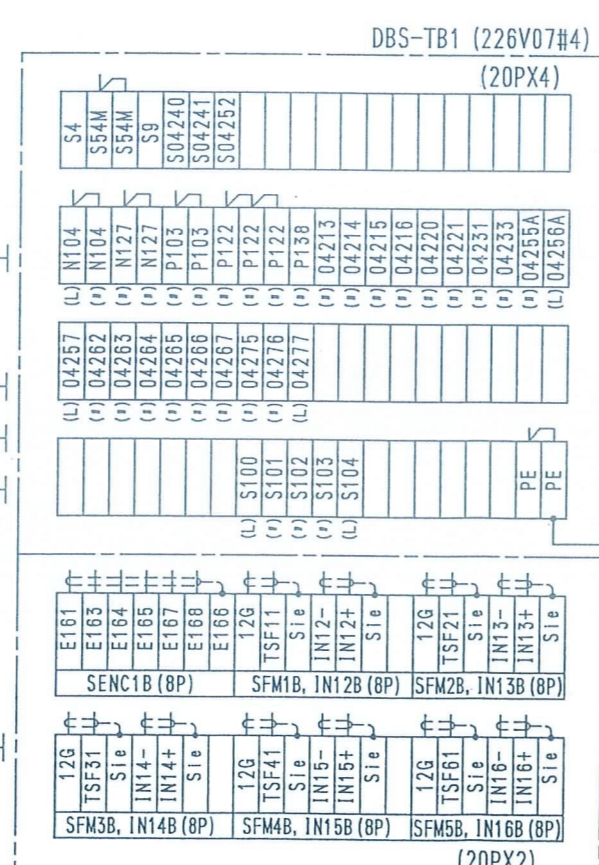 DBS-TB1 (226V07#4)
(20PX4)
S4 S54M S54M S9 S04240 S04241 S04252
N104 N104 N127 N127 P103 P103 P122 P122 P122 P138 04213 04214 04215 04216 04220 04221 04231 04233 04255A 04256A
(L) (〃) (〃) (〃) (〃) (〃) (〃) (〃) (〃) (〃) (〃) (〃) (〃) (〃) (〃) (〃) (〃) (〃) (〃) (L)
04257 04262 04263 04264 04265 04266 04267 04275 04276 04277
(L) (〃) (〃) (〃) (〃) (〃) (〃) (〃) (〃) (L)
S100 S101 S102 S103 S104 PE PE
(L) (〃) (〃) (〃) (L)
E161 E163 E164 E165 E167 E168 E166 12G TSF11 Sie IN12- IN12+ Sie 12G TSF21 Sie IN13- IN13+ Sie
SENC1B (8P) SFM1B, IN12B (8P) SFM2B, IN13B (8P)
12G TSF31 Sie IN14- IN14+ Sie 12G TSF41 Sie IN15- IN15+ Sie 12G TSF61 Sie IN16- IN16+ Sie
SFM3B, IN14B (8P) SFM4B, IN15B (8P) SFM5B, IN16B (8P)
(20PX2)